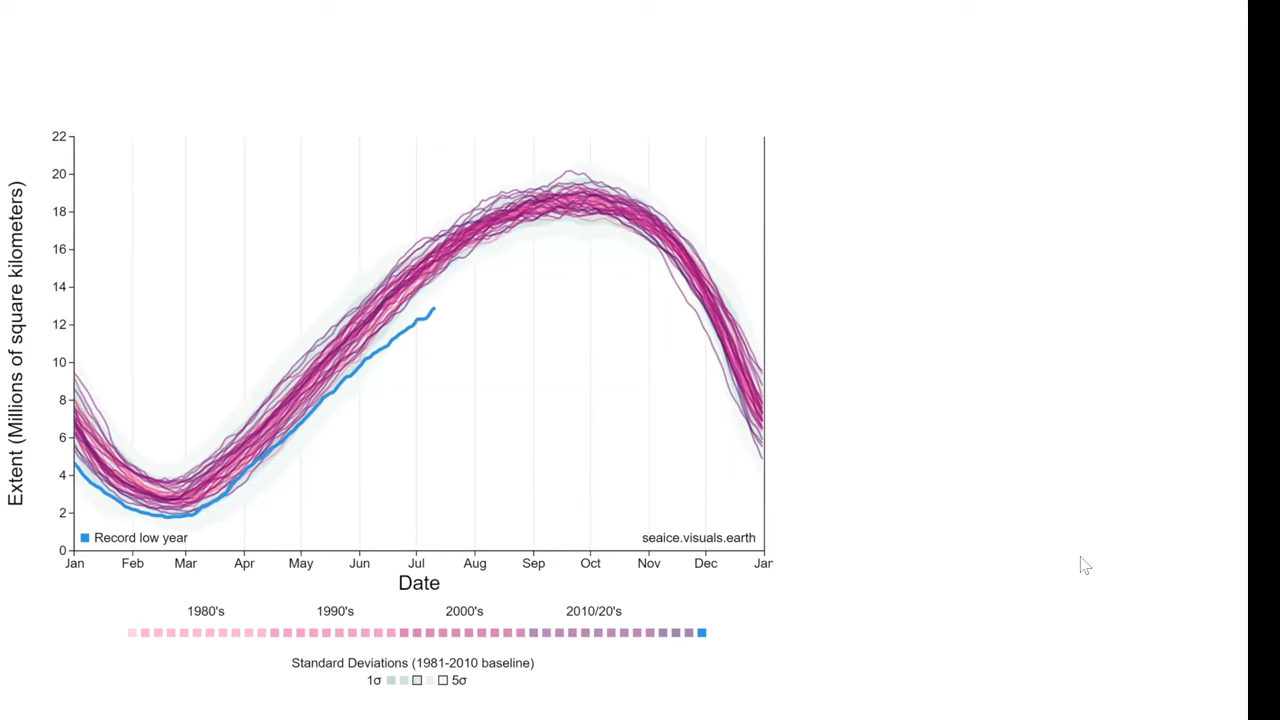 22
20
18
16
14
12
10
8
6
4
2
0
Extent (Millions of square kilometers)
Record low year
seaice.visuals.earth
Jan Feb Mar Apr May Jun Jul Aug Sep Oct Nov Dec Jan
Date
1980's 1990's 2000's 2010/20's
Standard Deviations (1981-2010 baseline)
1σ 5σ